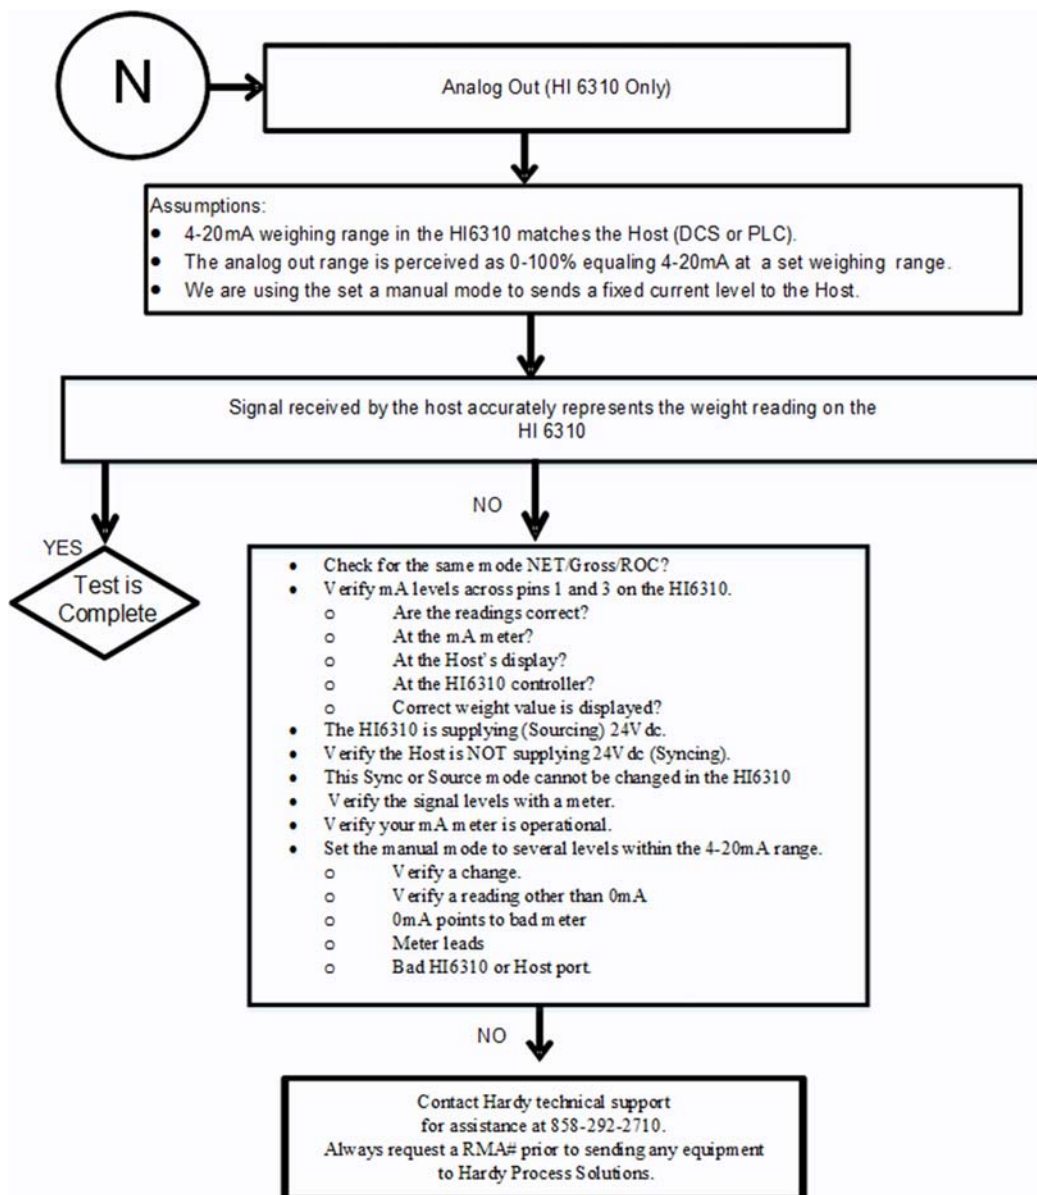 N
Analog Out (HI 6310 Only)
Assumptions:
● 4-20mA weighing range in the HI6310 matches the Host (DCS or PLC).
● The analog out range is perceived as 0-100% equaling 4-20mA at a set weighing range.
● We are using the set a manual mode to sends a fixed current level to the Host.
Signal received by the host accurately represents the weight reading on the
HI 6310
NO
YES
Test is
Complete
● Check for the same mode NET/Gross/ROC?
● Verify mA levels across pins 1 and 3 on the HI6310.
o Are the readings correct?
o At the mA meter?
o At the Host's display?
o At the HI6310 controller?
o Correct weight value is displayed?
● The HI6310 is supplying (Sourcing) 24Vdc.
● Verify the Host is NOT supplying 24Vdc (Syncing).
● This Sync or Source mode cannot be changed in the HI6310
● Verify the signal levels with a meter.
● Verify your mA meter is operational.
● Set the manual mode to several levels within the 4-20mA range.
o Verify a change.
o Verify a reading other than 0mA
o 0mA points to bad meter
o Meter leads
o Bad HI6310 or Host port.
NO
Contact Hardy technical support
for assistance at 858-292-2710.
Always request a RMA# prior to sending any equipment
to Hardy Process Solutions.